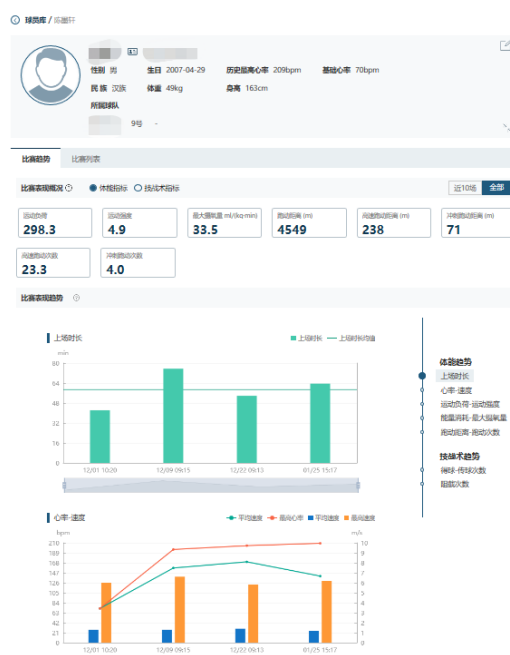 球员库 /
性别 男 生日 2007-04-29 历史最高心率 209bpm 基础心率 70bpm
民族 汉族 体重 49kg 身高 163cm
所属球队
9号 -
比赛趋势 比赛列表
比赛表现概况 体能指标 技战术指标 近10场 全部
运动负荷 运动强度 最大摄氧量 ml/(kg·min) 跑动距离 (m) 高速跑动距离 (m) 冲刺跑动距离 (m)
298.3 4.9 33.5 4549 238 71
高速跑动次数 冲刺跑动次数
23.3 4.0
比赛表现趋势
上场时长 上场时长 上场时长均值
min
80
64
48
32
16
0
12/01 10:20 12/09 09:15 12/22 09:13 01/25 15:17
体能趋势
上场时长
心率-速度
运动负荷-运动强度
能量消耗-最大摄氧量
跑动距离-跑动次数
技战术趋势
得球-传球次数
抢断次数
心率-速度 平均速度 最高心率 平均速度 最高速度
bpm m/s
210 10
189 9
168 8
147 7
126 6
105 5
84 4
63 3
42 2
21 1
0 0
12/01 10:20 12/09 09:15 12/22 09:13 01/25 15:17